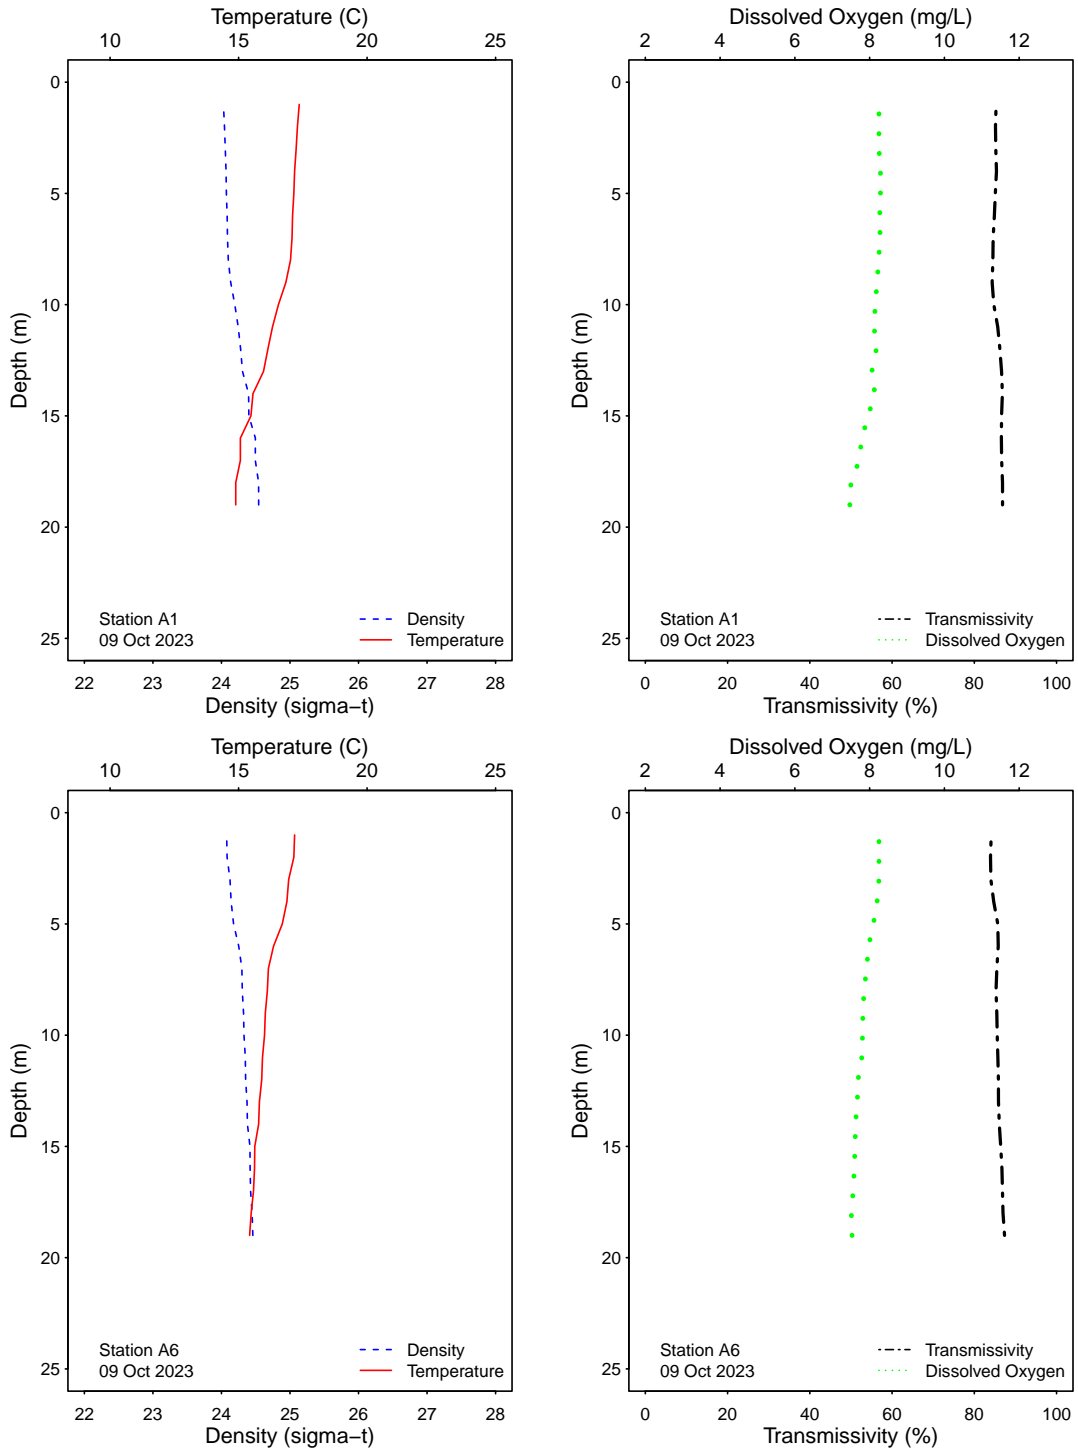 Temperature (C)
10 15 20 25
0
5
10
15
20
25
Depth (m)
Station A1
09 Oct 2023
Density
Temperature
22 23 24 25 26 27 28
Density (sigma−t)
Dissolved Oxygen (mg/L)
2 4 6 8 10 12
0
5
10
15
20
25
Depth (m)
Station A1
09 Oct 2023
Transmissivity
Dissolved Oxygen
0 20 40 60 80 100
Transmissivity (%)
Temperature (C)
10 15 20 25
0
5
10
15
20
25
Depth (m)
Station A6
09 Oct 2023
Density
Temperature
22 23 24 25 26 27 28
Density (sigma−t)
Dissolved Oxygen (mg/L)
2 4 6 8 10 12
0
5
10
15
20
25
Depth (m)
Station A6
09 Oct 2023
Transmissivity
Dissolved Oxygen
0 20 40 60 80 100
Transmissivity (%)